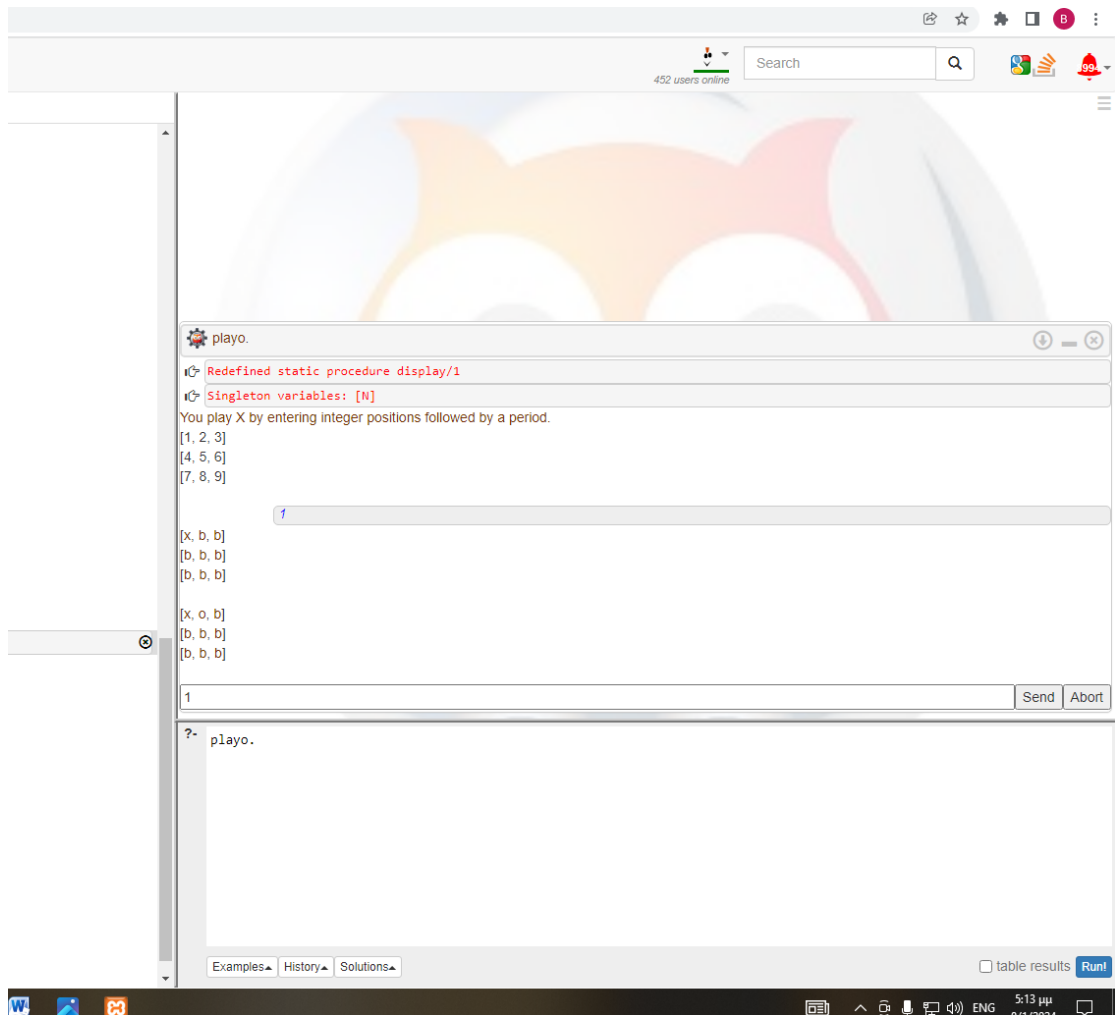 B
Search
452 users online
playo.
Redefined static procedure display/1
Singleton variables: [N]
You play X by entering integer positions followed by a period.
[1, 2, 3]
[4, 5, 6]
[7, 8, 9]
1
[x, b, b]
[b, b, b]
[b, b, b]
[x, o, b]
[b, b, b]
[b, b, b]
1
Send Abort
?- playo.
Examples History Solutions
table results Run!
W
ENG
5:13 μμ